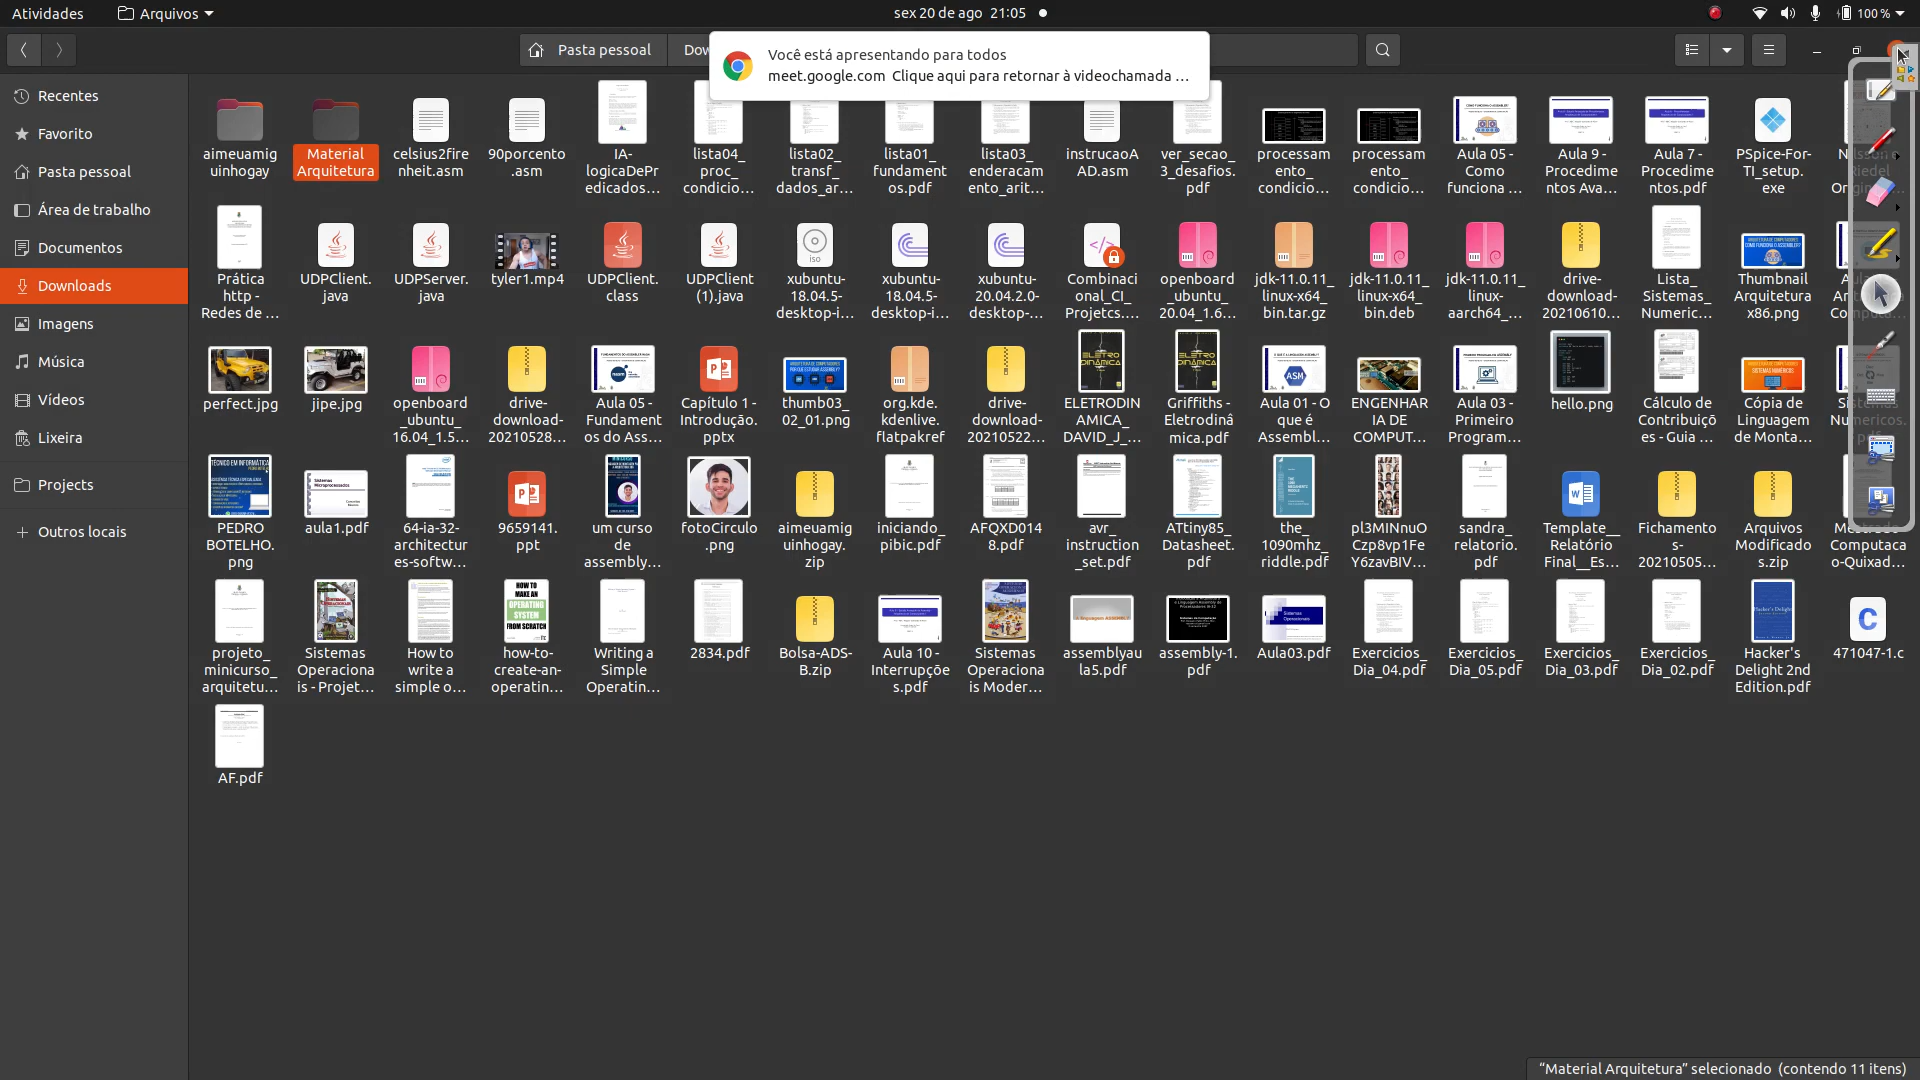 Atividades
Arquivos
sex 20 de ago 21:05
100 %
Pasta pessoal
Você está apresentando para todos
meet.google.com Clique aqui para retornar à videochamada ...
Recentes
Favorito
Pasta pessoal
Área de trabalho
Documentos
Downloads
Imagens
Música
Vídeos
Lixeira
Projects
Outros locais
aimeuamig
uinhogay
Material
Arquitetura
celsius2fire
nheit.asm
90porcento
.asm
IA-
logicaDePr
edicados...
lista04_
proc_
condicio...
lista02_
transf_
dados_ar...
lista01_
fundament
os.pdf
lista03_
enderacam
ento_arit...
instrucaoA
AD.asm
ver_secao_
3_desafios.
pdf
processam
ento_
condicio...
processam
ento_
condicio...
Aula 05 -
Como
funciona ...
Aula 9 -
Procedime
ntos Ava...
Aula 7 -
Procedime
ntos.pdf
PSpice-For-
TI_setup.
exe
Prática
http -
Redes de ...
UDPClient.
java
UDPServer.
java
tyler1.mp4
UDPClient.
class
UDPClient
(1).java
xubuntu-
18.04.5-
desktop-i...
xubuntu-
18.04.5-
desktop-i...
xubuntu-
20.04.2.0-
desktop-...
Combinaci
onal_CI_
Projetcs....
openboard
_ubuntu_
20.04_1.6...
jdk-11.0.11_
linux-x64_
bin.tar.gz
jdk-11.0.11_
linux-x64_
bin.deb
jdk-11.0.11_
linux-
aarch64_...
drive-
download-
20210610...
Lista_
Sistemas_
Numeric...
Thumbnail
Arquitetura
x86.png
perfect.jpg
jipe.jpg
openboard
_ubuntu_
16.04_1.5...
drive-
download-
20210528...
Aula 05 -
Fundament
os do Ass...
Capítulo 1 -
Introdução.
pptx
thumb03_
02_01.png
org.kde.
kdenlive.
flatpakref
drive-
download-
20210522...
ELETRODIN
AMICA_
DAVID_J_...
Griffiths -
Eletrodinâ
mica.pdf
Aula 01 - O
que é
Assembl...
ENGENHAR
IA DE
COMPUT...
Aula 03 -
Primeiro
Program...
hello.png
Cálculo de
Contribuiçõ
es - Guia ...
Cópia de
Linguagem
de Monta...
PEDRO
BOTELHO.
png
aula1.pdf
64-ia-32-
architectur
es-softw...
9659141.
ppt
um curso
de
assembly...
fotoCirculo
.png
aimeuamig
uinhogay.
zip
iniciando_
pibic.pdf
AFQXD014
8.pdf
avr_
instruction
_set.pdf
ATtiny85_
Datasheet.
pdf
the_
1090mhz_
riddle.pdf
pl3MINnuO
Czp8vp1Fe
Y6zavBIV...
sandra_
relatorio.
pdf
Template__
Relatório
Final__Es...
Fichamento
s-
20210505...
Arquivos
Modificado
s.zip
Mestrado
Computaca
o-Quixad...
projeto_
minicurso_
arquitetu...
Sistemas
Operaciona
is - Projet...
How to
write a
simple o...
how-to-
create-an-
operatin...
Writing a
Simple
Operatin...
2834.pdf
Bolsa-ADS-
B.zip
Aula 10 -
Interrupçõe
s.pdf
Sistemas
Operaciona
is Moder...
assemblyau
la5.pdf
assembly-1.
pdf
Aula03.pdf
Exercicios_
Dia_04.pdf
Exercicios_
Dia_05.pdf
Exercicios_
Dia_03.pdf
Exercicios_
Dia_02.pdf
Hacker's
Delight 2nd
Edition.pdf
471047-1.c
AF.pdf
“Material Arquitetura” selecionado (contendo 11 itens)